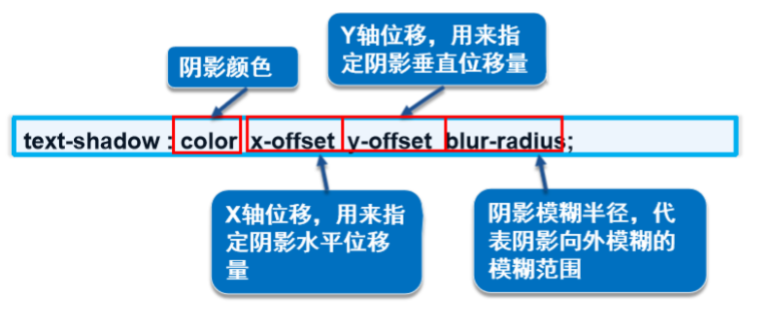 Y轴位移，用来指
定阴影垂直位移量
阴影颜色
text-shadow : color x-offset y-offset blur-radius;
X轴位移，用来指
定阴影水平位移
量
阴影模糊半径，代
表阴影向外模糊的
模糊范围